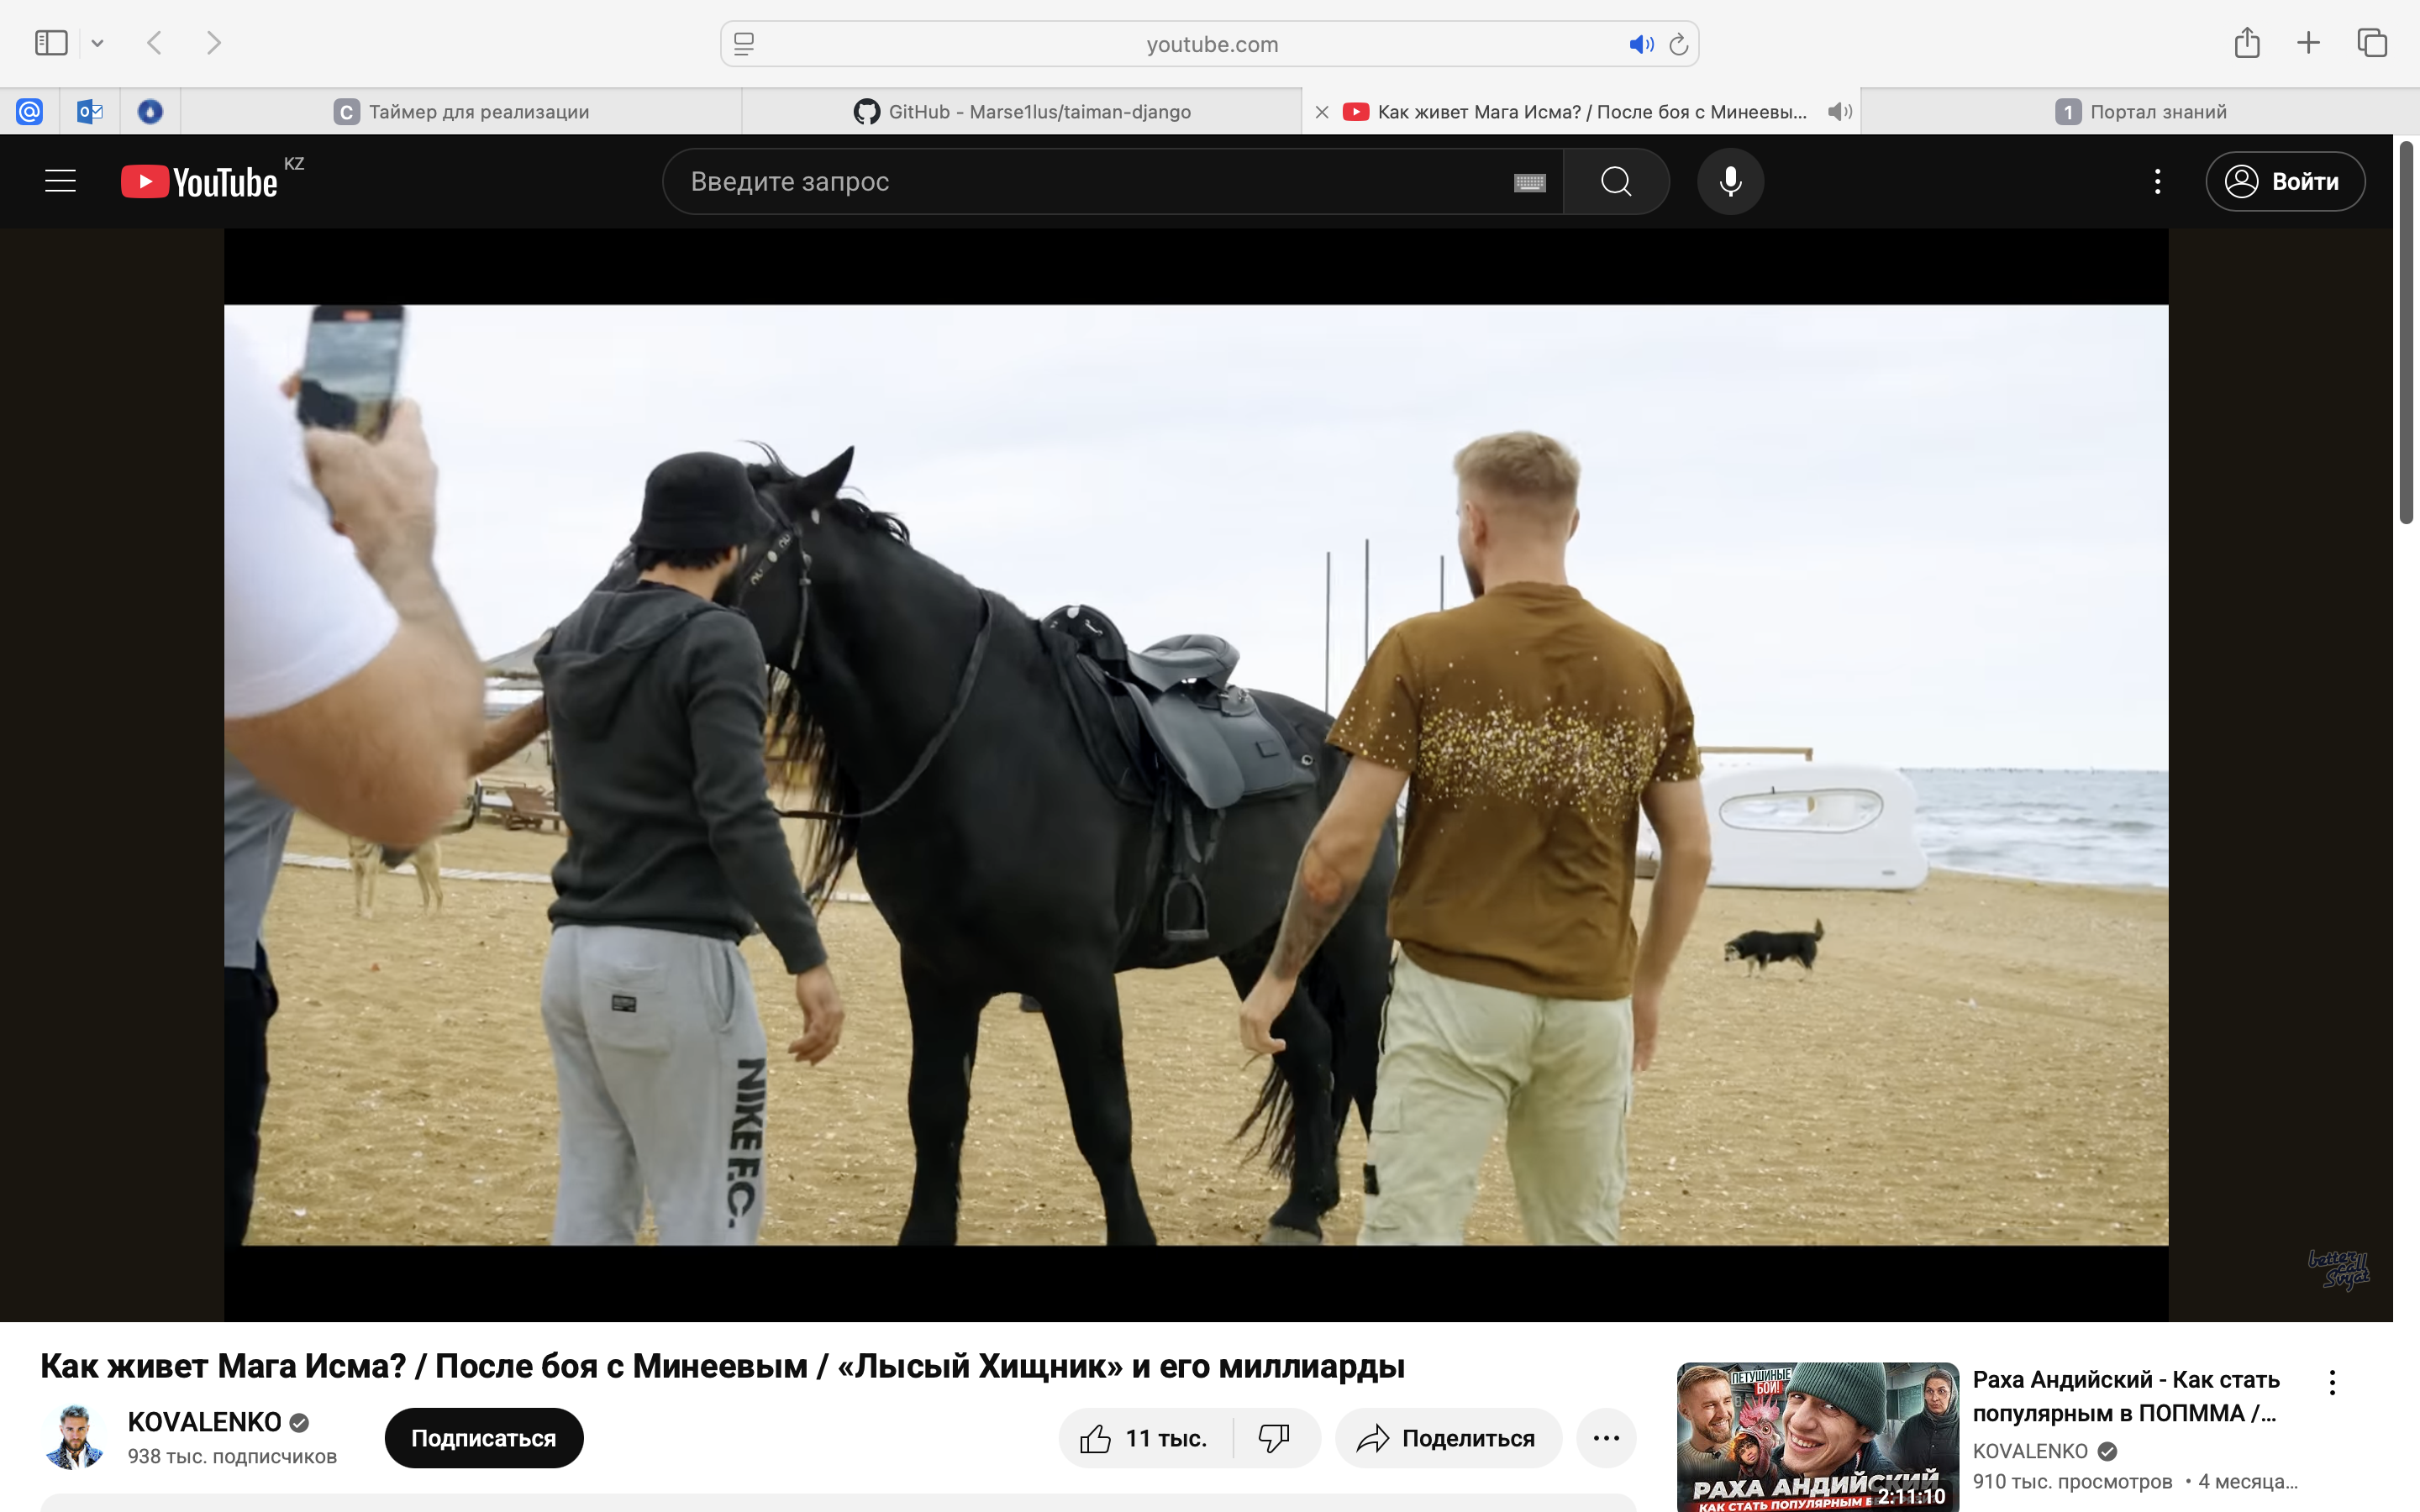 youtube.com
Таймер для реализации
GitHub - Marse1lus/taiman-django
Как живет Мага Исма? / После боя с Минеевы...
1 Портал знаний
YouTube KZ
Введите запрос
Войти
NIKE F.C.
better call Svyat
Как живет Мага Исма? / После боя с Минеевым / «Лысый Хищник» и его миллиарды
KOVALENKO
938 тыс. подписчиков
Подписаться
11 тыс.
Поделиться
ПЕТУШИНЫЕ
БОИ!
РАХА АНДИЙСКИЙ
КАК СТАТЬ ПОПУЛЯРНЫМ
2:11:10
Раха Андийский - Как стать
популярным в ПОПММА /...
KOVALENKO
910 тыс. просмотров • 4 месяца...